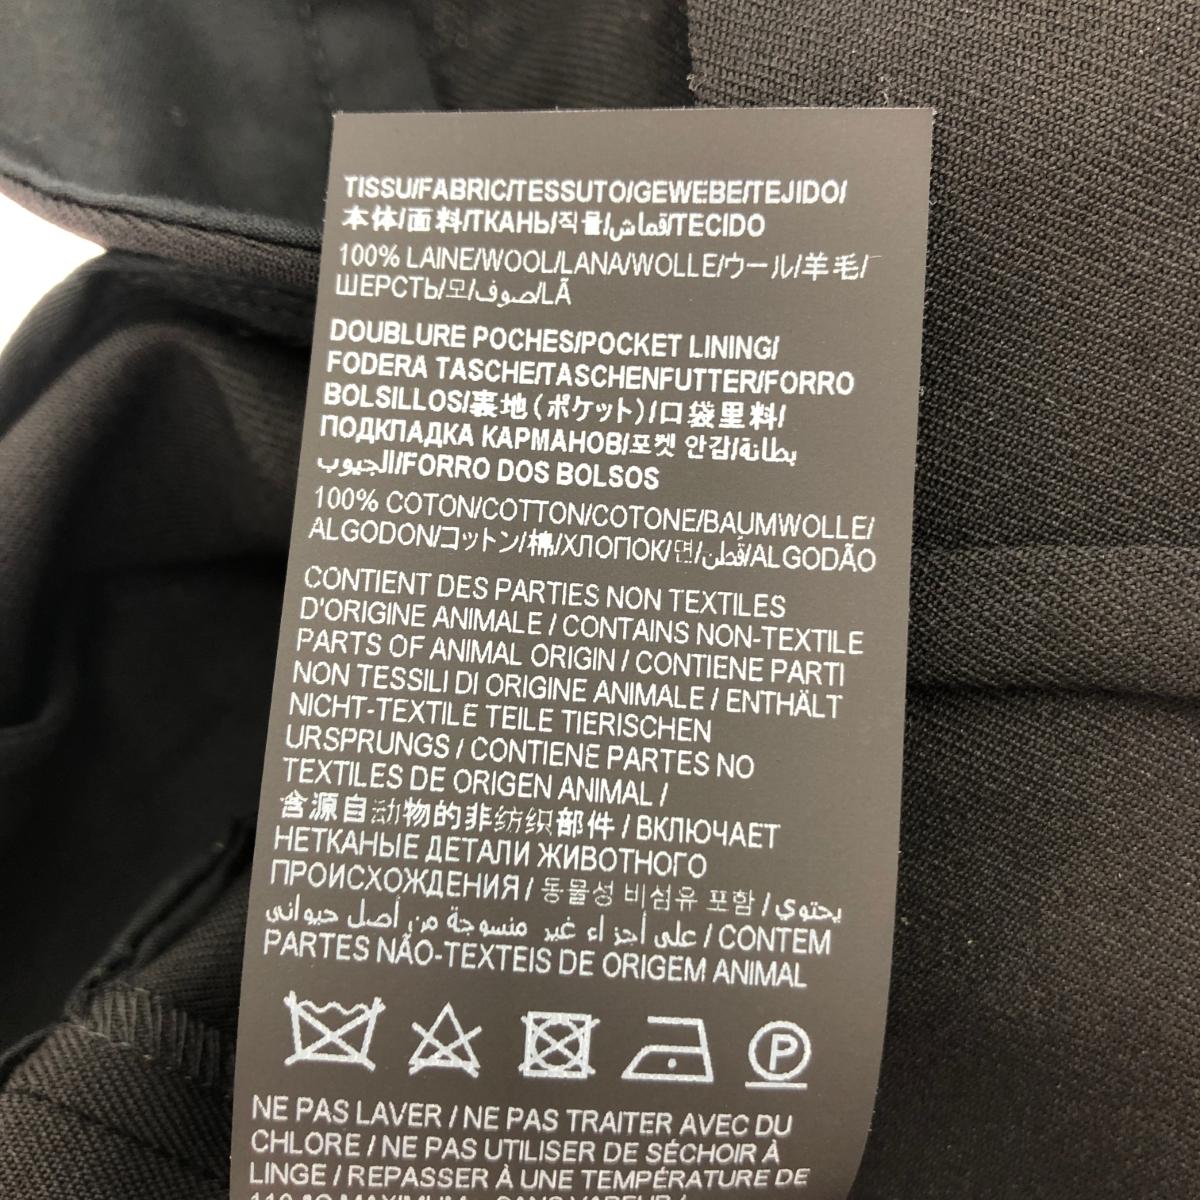 TISSU/FABRIC/TESSUTO/GEWEBE/TEJIDO/
本体/面料/ТКАНЬ/직물/قماش/TECIDO
100% LAINE/WOOL/LANA/WOLLE/ウール/羊毛/
ШЕРСТЬ/모/صوف/LÃ
DOUBLURE POCHES/POCKET LINING/
FODERA TASCHE/TASCHENFUTTER/FORRO
BOLSILLOS/裏地(ポケット)/口袋里料/
ПОДКЛАДКА КАРМАНОВ/포켓 안감/بطانة
الجيوب/FORRO DOS BOLSOS
100% COTON/COTTON/COTONE/BAUMWOLLE/
ALGODON/コットン/棉/ХЛОПОК/면/قطن/ALGODÃO
CONTIENT DES PARTIES NON TEXTILES
D'ORIGINE ANIMALE / CONTAINS NON-TEXTILE
PARTS OF ANIMAL ORIGIN / CONTIENE PARTI
NON TESSILI DI ORIGINE ANIMALE / ENTHÄLT
NICHT-TEXTILE TEILE TIERISCHEN
URSPRUNGS / CONTIENE PARTES NO
TEXTILES DE ORIGEN ANIMAL /
含源自动物的非纺织部件 / ВКЛЮЧАЕТ
НЕТКАНЫЕ ДЕТАЛИ ЖИВОТНОГО
ПРОИСХОЖДЕНИЯ / 동물성 비섬유 포함 / يحتوي
على أجزاء غير منسوجة من أصل حيواني / CONTEM
PARTES NÃO-TEXTEIS DE ORIGEM ANIMAL
P
NE PAS LAVER / NE PAS TRAITER AVEC DU
CHLORE / NE PAS UTILISER DE SÉCHOIR À
LINGE / REPASSER À UNE TEMPÉRATURE DE
110 °C MAXIMUM - SANS VAPEUR /